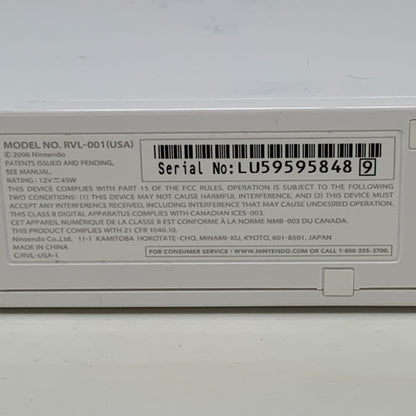 MODEL NO. RVL-001(USA)
© 2006 Nintendo
PATENTS ISSUED AND PENDING,
SEE MANUAL.
RATING : 12V⎓45W
Serial No:LU59595848 9
THIS DEVICE COMPLIES WITH PART 15 OF THE FCC RULES. OPERATION IS SUBJECT TO THE FOLLOWING
TWO CONDITIONS: (1) THIS DEVICE MAY NOT CAUSE HARMFUL INTERFERENCE, AND (2) THIS DEVICE
MUST ACCEPT ANY INTERFERENCE RECEIVED, INCLUDING INTERFERENCE THAT MAY CAUSE UNDESIRED OPERATION.
THIS CLASS B DIGITAL APPARATUS COMPLIES WITH CANADIAN ICES-003.
CET APPAREIL NUMÉRIQUE DE LA CLASSE B EST CONFORME À LA NORME NMB-003 DU CANADA.
THIS PRODUCT COMPLIES WITH 21 CFR 1040.10.
Nintendo Co.,Ltd. 11-1 KAMITOBA HOKOTATE-CHO, MINAMI-KU, KYOTO, 601-8501, JAPAN
MADE IN CHINA
C/RVL-USA-1
FOR CONSUMER SERVICE : WWW.NINTENDO.COM OR CALL 1-800-255-3700.